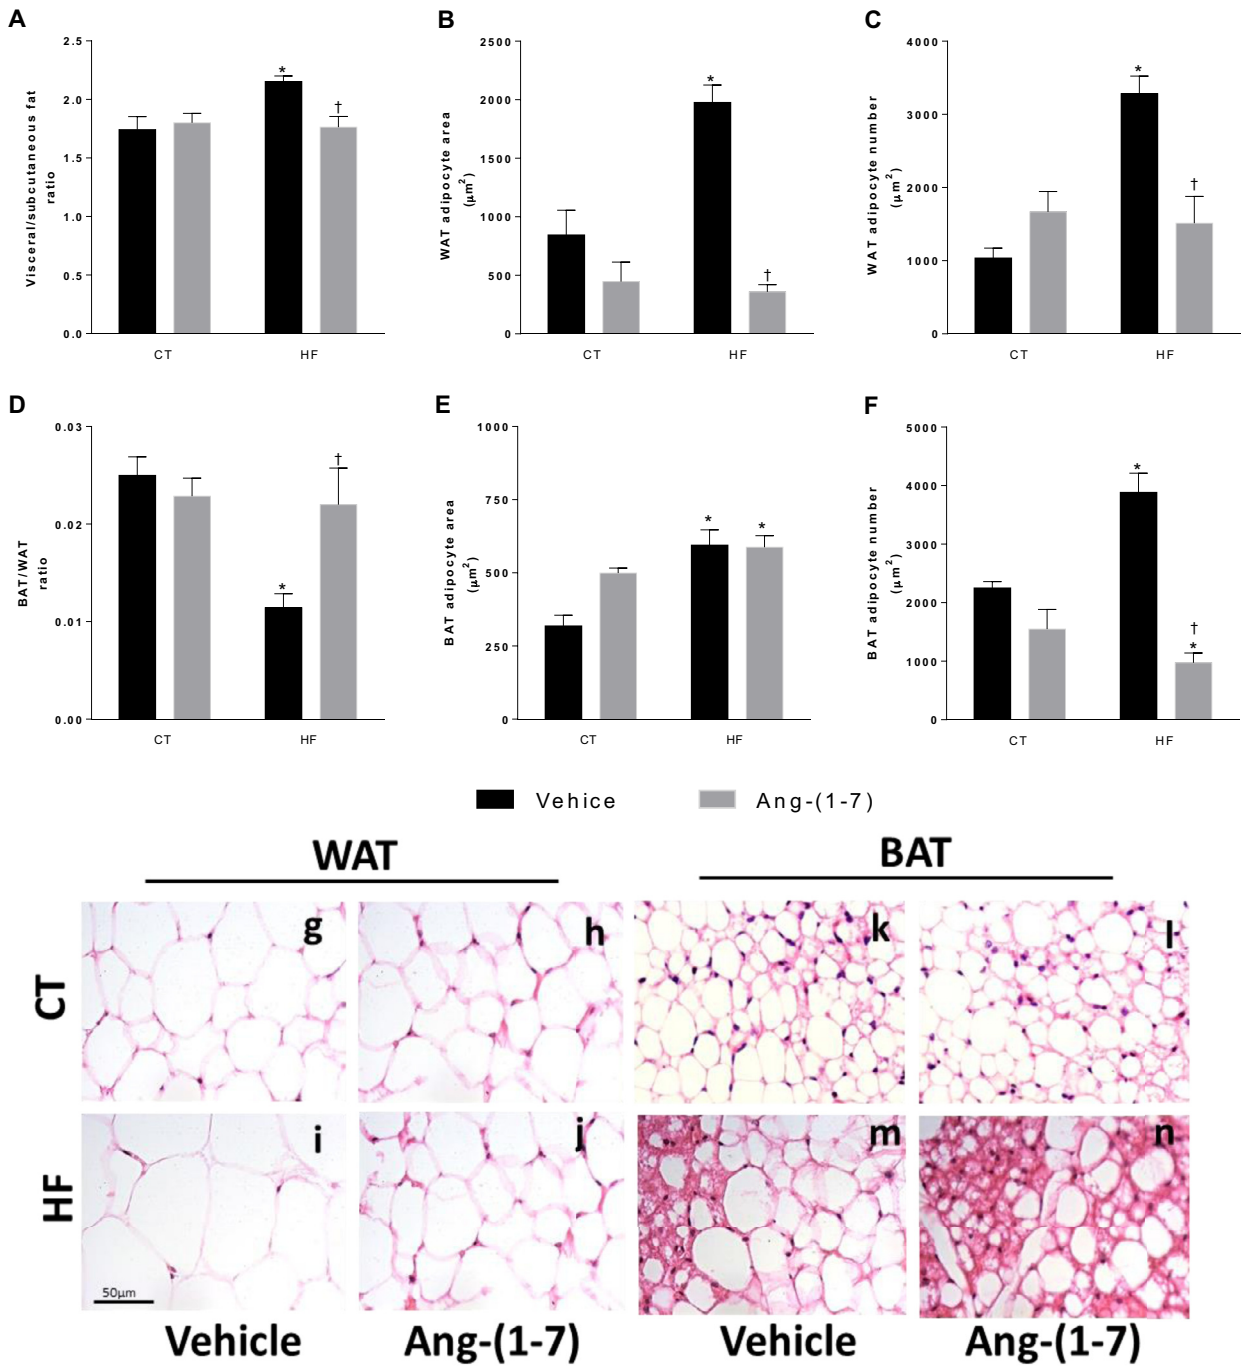 A
B
C
2.5
2.0
1.5
1.0
0.5
0.0
Visceral/subcutaneous fat
ratio
*
†
CT
HF
2500
2000
1500
1000
500
0
WAT adipocyte area
(μm²)
*
†
CT
HF
4000
3000
2000
1000
0
WAT adipocyte number
(μm²)
*
†
CT
HF
D
E
F
0.03
0.02
0.01
0.00
BAT/WAT
ratio
*
†
CT
HF
1000
750
500
250
0
BAT adipocyte area
(μm²)
*
*
CT
HF
5000
4000
3000
2000
1000
0
BAT adipocyte number
(μm²)
*
†
*
CT
HF
Vehice
Ang-(1-7)
WAT
BAT
CT
g
h
k
l
HF
i
j
m
n
50μm
Vehicle
Ang-(1-7)
Vehicle
Ang-(1-7)